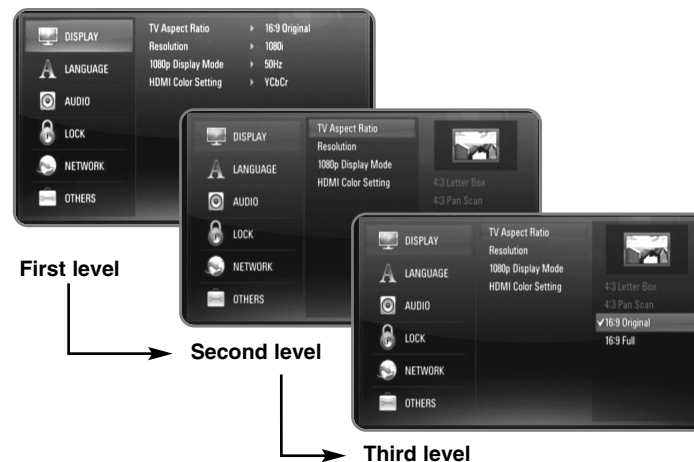 DISPLAY
LANGUAGE
AUDIO
LOCK
NETWORK
OTHERS
TV Aspect Ratio 16:9 Original
Resolution 1080i
1080p Display Mode 50Hz
HDMI Color Setting YCbCr
First level
DISPLAY
LANGUAGE
AUDIO
LOCK
NETWORK
OTHERS
TV Aspect Ratio
Resolution
1080p Display Mode
HDMI Color Setting
4:3 Letter Box
4:3 Pan Scan
Second level
DISPLAY
LANGUAGE
AUDIO
LOCK
NETWORK
OTHERS
TV Aspect Ratio
Resolution
1080p Display Mode
HDMI Color Setting
4:3 Letter Box
4:3 Pan Scan
✓16:9 Original
16:9 Full
Third level